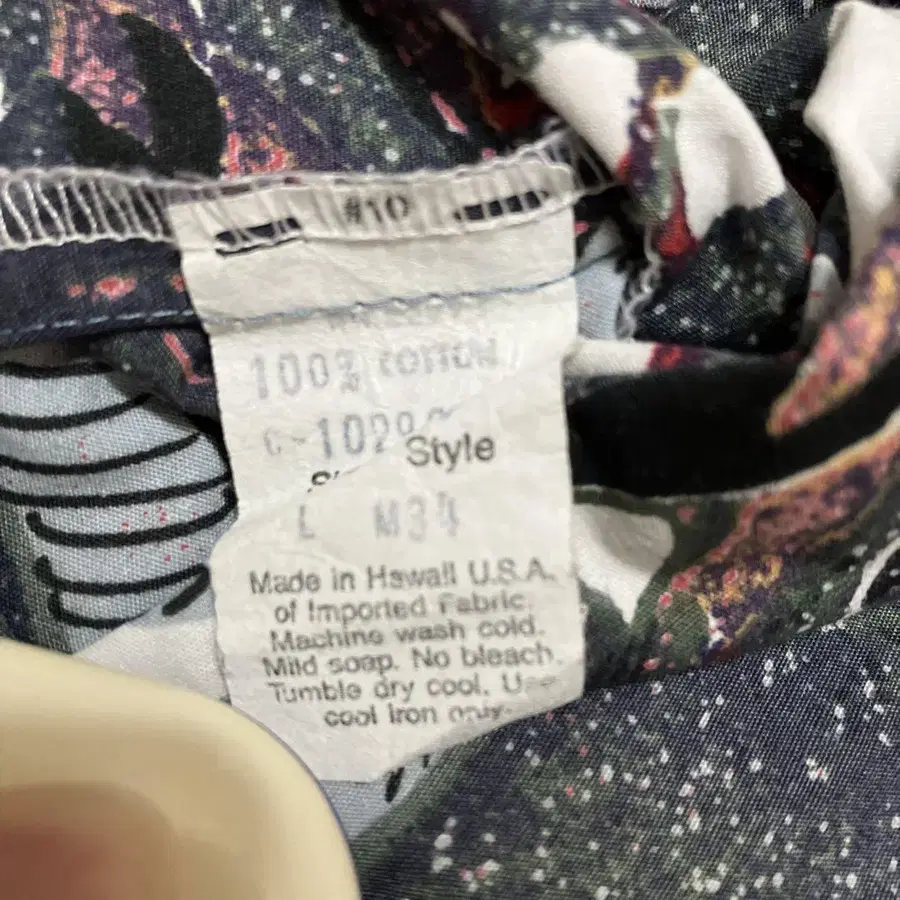 #10
100% COTTON
Style
L M34
Made in Hawaii U.S.A.
of Imported Fabric.
Machine wash cold.
Mild soap. No bleach.
Tumble dry cool. Use
cool iron only.